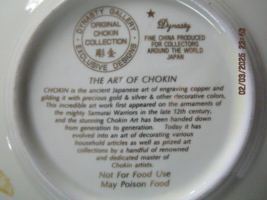 DYNASTY GALLERY
ORIGINAL
CHOKIN
COLLECTION
彫金
EXCLUSIVE DESIGNS
Dynasty
FINE CHINA PRODUCED
FOR COLLECTORS
AROUND THE WORLD
JAPAN
THE ART OF CHOKIN
CHOKIN is the ancient Japanese art of engraving copper and
gilding it with precious gold & silver & other recorative colors.
This incredible art work first appeared on the armaments of
the mighty Samurai Warriors in the late 12th century,
and the stunning Chokin Art has been handed down
from generation to generation. Today it has
evolved into an art of decorating various
household articles as well as prized art
collections by a handful of renowned
and dedicated master of
Chokin artists.
Not For Food Use
May Poison Food
02/03/2025